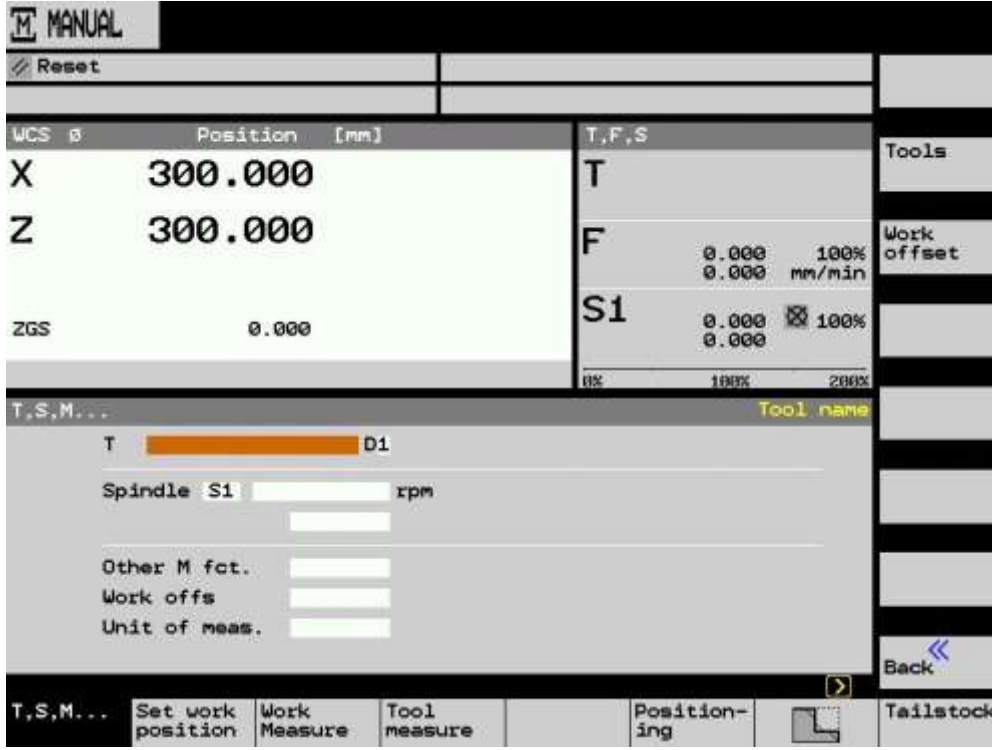 M MANUAL
Reset
WCS Ø Position [mm]
X 300.000
Z 300.000
ZGS 0.000
T,F,S
T
F 0.000 100%
0.000 mm/min
S1 0.000 100%
0.000
0% 100% 200%
T,S,M... Tool name
T D1
Spindle S1 rpm
Other M fct.
Work offs
Unit of meas.
Tools
Work
offset
Back «
T,S,M...
Set work
position
Work
Measure
Tool
measure
Position-
ing
Tailstock